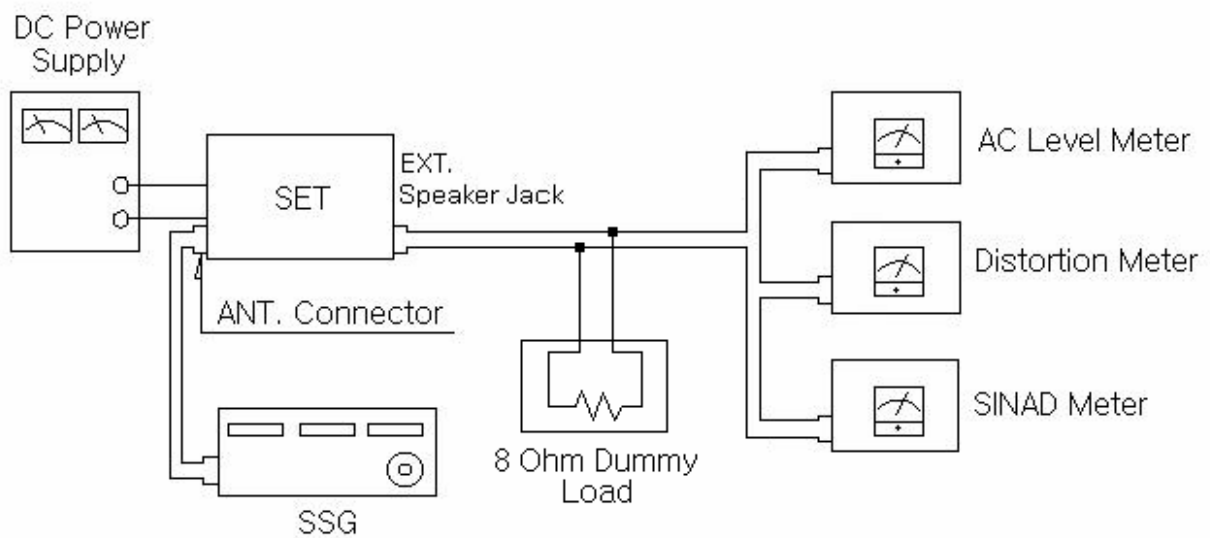 DC Power
Supply
SET
EXT.
Speaker Jack
AC Level Meter
Distortion Meter
ANT. Connector
SINAD Meter
8 Ohm Dummy
Load
SSG